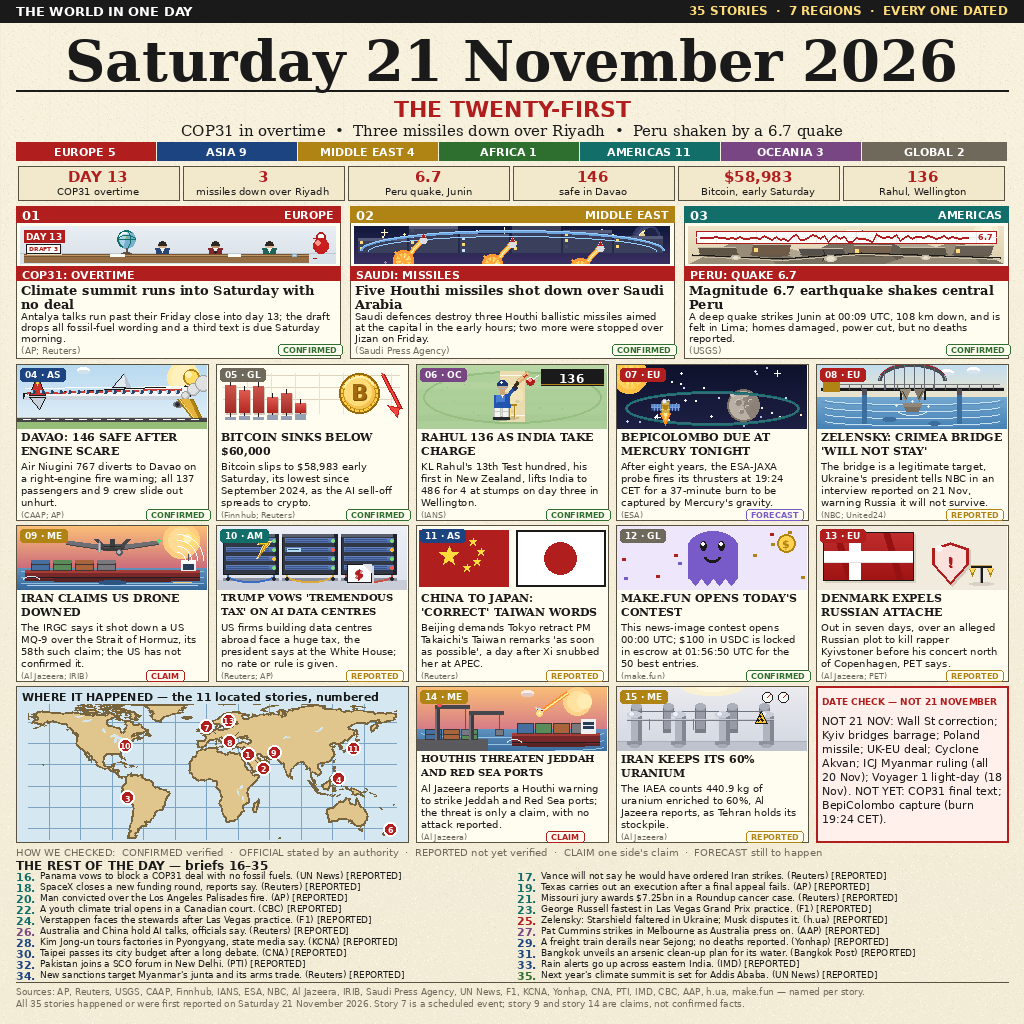 THE WORLD IN ONE DAY
35 STORIES · 7 REGIONS · EVERY ONE DATED
Saturday 21 November 2026
THE TWENTY-FIRST
COP31 in overtime • Three missiles down over Riyadh • Peru shaken by a 6.7 quake
EUROPE 5
ASIA 9
MIDDLE EAST 4
AFRICA 1
AMERICAS 11
OCEANIA 3
GLOBAL 2
DAY 13
COP31 overtime
3
missiles down over Riyadh
6.7
Peru quake, Junin
146
safe in Davao
$58,983
Bitcoin, early Saturday
136
Rahul, Wellington
01 EUROPE
DAY 13
DRAFT 3
COP31: OVERTIME
Climate summit runs into Saturday with
no deal
Antalya talks run past their Friday close into day 13; the draft
drops all fossil-fuel wording and a third text is due Saturday
morning.
(AP; Reuters)
CONFIRMED
02 MIDDLE EAST
SAUDI: MISSILES
Five Houthi missiles shot down over Saudi
Arabia
Saudi defences destroy three Houthi ballistic missiles aimed
at the capital in the early hours; two more were stopped over
Jizan on Friday.
(Saudi Press Agency)
CONFIRMED
03 AMERICAS
6.7
PERU: QUAKE 6.7
Magnitude 6.7 earthquake shakes central
Peru
A deep quake strikes Junin at 00:09 UTC, 108 km down, and is
felt in Lima; homes damaged, power cut, but no deaths
reported.
(USGS)
CONFIRMED
04 · AS
DAVAO: 146 SAFE AFTER
ENGINE SCARE
Air Niugini 767 diverts to Davao on
a right-engine fire warning; all 137
passengers and 9 crew slide out
unhurt.
(CAAP; AP)
CONFIRMED
05 · GL
B
BITCOIN SINKS BELOW
$60,000
Bitcoin slips to $58,983 early
Saturday, its lowest since
September 2024, as the AI sell-off
spreads to crypto.
(Finnhub; Reuters)
CONFIRMED
06 · OC
136
RAHUL 136 AS INDIA TAKE
CHARGE
KL Rahul's 13th Test hundred, his
first in New Zealand, lifts India to
486 for 4 at stumps on day three in
Wellington.
(IANS)
CONFIRMED
07 · EU
BEPICOLOMBO DUE AT
MERCURY TONIGHT
After eight years, the ESA-JAXA
probe fires its thrusters at 19:24
CET for a 37-minute burn to be
captured by Mercury's gravity.
(ESA)
FORECAST
08 · EU
ZELENSKY: CRIMEA BRIDGE
'WILL NOT STAY'
The bridge is a legitimate target,
Ukraine's president tells NBC in an
interview reported on 21 Nov,
warning Russia it will not survive.
(NBC; United24)
REPORTED
09 · ME
IRAN CLAIMS US DRONE
DOWNED
The IRGC says it shot down a US
MQ-9 over the Strait of Hormuz, its
58th such claim; the US has not
confirmed it.
(Al Jazeera; IRIB)
CLAIM
10 · AM
$
TRUMP VOWS 'TREMENDOUS
TAX' ON AI DATA CENTRES
US firms building data centres
abroad face a huge tax, the
president says at the White House;
no rate or rule is given.
(Reuters; AP)
REPORTED
11 · AS
CHINA TO JAPAN:
'CORRECT' TAIWAN WORDS
Beijing demands Tokyo retract PM
Takaichi's Taiwan remarks 'as soon
as possible', a day after Xi snubbed
her at APEC.
(Reuters)
REPORTED
12 · GL
$
MAKE.FUN OPENS TODAY'S
CONTEST
This news-image contest opens
00:00 UTC; $100 in USDC is locked
in escrow at 01:56:50 UTC for the
50 best entries.
(make.fun)
CONFIRMED
13 · EU
!
DENMARK EXPELS
RUSSIAN ATTACHE
Out in seven days, over an alleged
Russian plot to kill rapper
Kyivstoner before his concert north
of Copenhagen, PET says.
(Al Jazeera; PET)
REPORTED
WHERE IT HAPPENED — the 11 located stories, numbered
7
13
8
10
1
9
11
2
4
3
6
14 · ME
HOUTHIS THREATEN JEDDAH
AND RED SEA PORTS
Al Jazeera reports a Houthi warning
to strike Jeddah and Red Sea ports;
the threat is only a claim, with no
attack reported.
(Al Jazeera)
CLAIM
15 · ME
IRAN KEEPS ITS 60%
URANIUM
The IAEA counts 440.9 kg of
uranium enriched to 60%, Al
Jazeera reports, as Tehran holds its
stockpile.
(Al Jazeera)
REPORTED
DATE CHECK — NOT 21 NOVEMBER
NOT 21 NOV: Wall St correction;
Kyiv bridges barrage; Poland
missile; UK-EU deal; Cyclone
Akvan; ICJ Myanmar ruling (all
20 Nov); Voyager 1 light-day (18
Nov). NOT YET: COP31 final text;
BepiColombo capture (burn
19:24 CET).
HOW WE CHECKED: CONFIRMED verified · OFFICIAL stated by an authority · REPORTED not yet verified · CLAIM one side's claim · FORECAST still to happen
THE REST OF THE DAY — briefs 16–35
16. Panama vows to block a COP31 deal with no fossil fuels. (UN News) [REPORTED]
17. Vance will not say he would have ordered Iran strikes. (Reuters) [REPORTED]
18. SpaceX closes a new funding round, reports say. (Reuters) [REPORTED]
19. Texas carries out an execution after a final appeal fails. (AP) [REPORTED]
20. Man convicted over the Los Angeles Palisades fire. (AP) [REPORTED]
21. Missouri jury awards $7.25bn in a Roundup cancer case. (Reuters) [REPORTED]
22. A youth climate trial opens in a Canadian court. (CBC) [REPORTED]
23. George Russell fastest in Las Vegas Grand Prix practice. (F1) [REPORTED]
24. Verstappen faces the stewards after Las Vegas practice. (F1) [REPORTED]
25. Zelensky: Starshield faltered in Ukraine; Musk disputes it. (h.ua) [REPORTED]
26. Australia and China hold AI talks, officials say. (Reuters) [REPORTED]
27. Pat Cummins strikes in Melbourne as Australia press on. (AAP) [REPORTED]
28. Kim Jong-un tours factories in Pyongyang, state media say. (KCNA) [REPORTED]
29. A freight train derails near Sejong; no deaths reported. (Yonhap) [REPORTED]
30. Taipei passes its city budget after a long debate. (CNA) [REPORTED]
31. Bangkok unveils an arsenic clean-up plan for its water. (Bangkok Post) [REPORTED]
32. Pakistan joins a SCO forum in New Delhi. (PTI) [REPORTED]
33. Rain alerts go up across eastern India. (IMD) [REPORTED]
34. New sanctions target Myanmar's junta and its arms trade. (Reuters) [REPORTED]
35. Next year's climate summit is set for Addis Ababa. (UN News) [REPORTED]
Sources: AP, Reuters, USGS, CAAP, Finnhub, IANS, ESA, NBC, Al Jazeera, IRIB, Saudi Press Agency, UN News, F1, KCNA, Yonhap, CNA, PTI, IMD, CBC, AAP, h.ua, make.fun — named per story.
All 35 stories happened or were first reported on Saturday 21 November 2026. Story 7 is a scheduled event; story 9 and story 14 are claims, not confirmed facts.